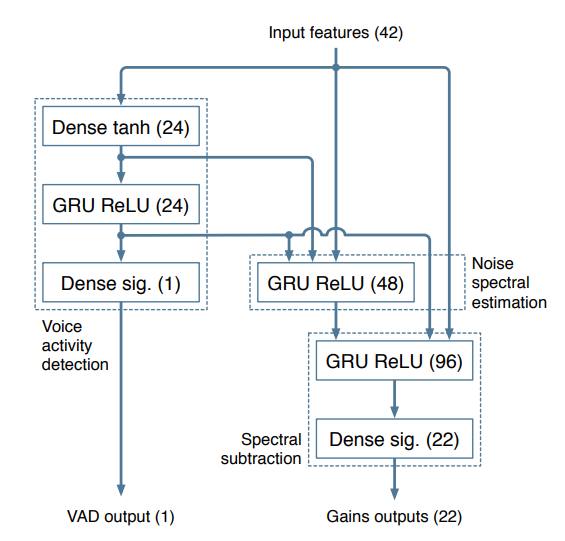 Input features (42)
Dense tanh (24)
GRU ReLU (24)
Dense sig. (1)
GRU ReLU (48)
Noise
spectral
estimation
Voice
activity
detection
GRU ReLU (96)
Dense sig. (22)
Spectral
subtraction
VAD output (1)
Gains outputs (22)